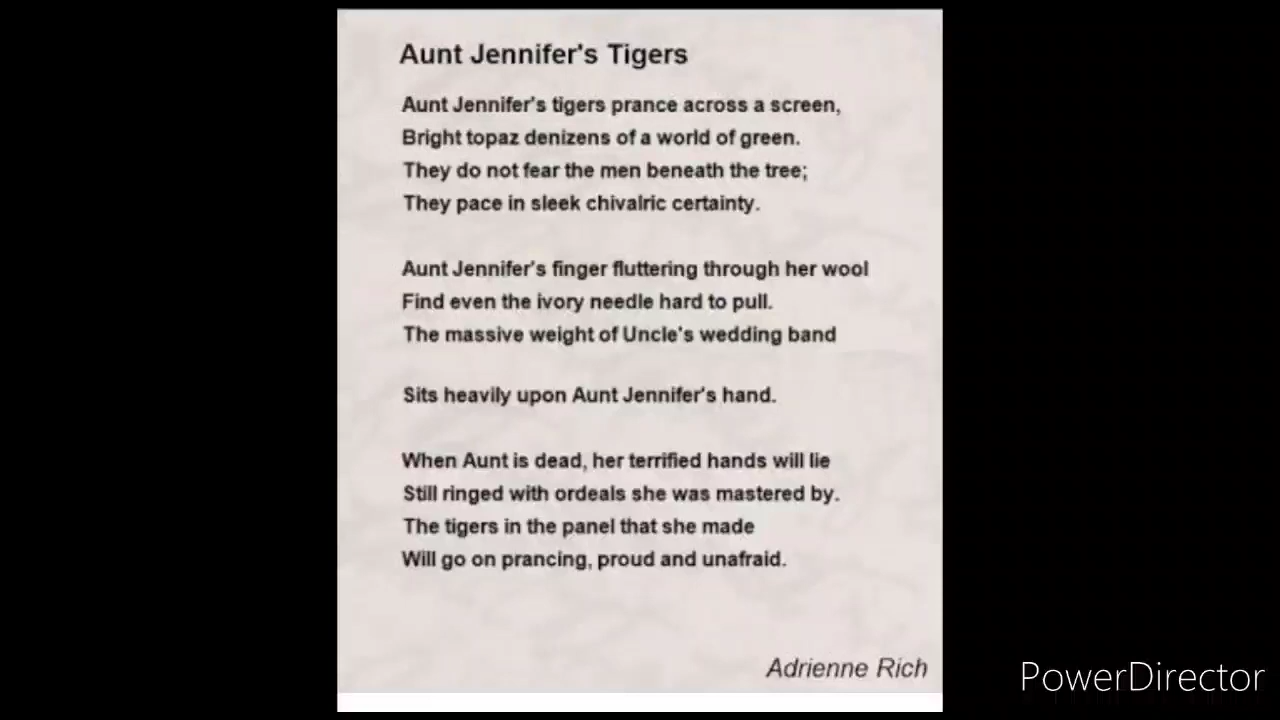 Aunt Jennifer's Tigers
Aunt Jennifer's tigers prance across a screen,
Bright topaz denizens of a world of green.
They do not fear the men beneath the tree;
They pace in sleek chivalric certainty.
Aunt Jennifer's finger fluttering through her wool
Find even the ivory needle hard to pull.
The massive weight of Uncle's wedding band
Sits heavily upon Aunt Jennifer's hand.
When Aunt is dead, her terrified hands will lie
Still ringed with ordeals she was mastered by.
The tigers in the panel that she made
Will go on prancing, proud and unafraid.
Adrienne Rich
PowerDirector